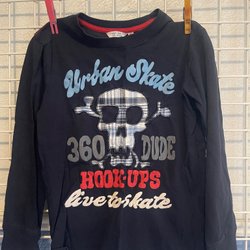 Urban Skate
360 DUDE
HOOK-UPS
live to skate